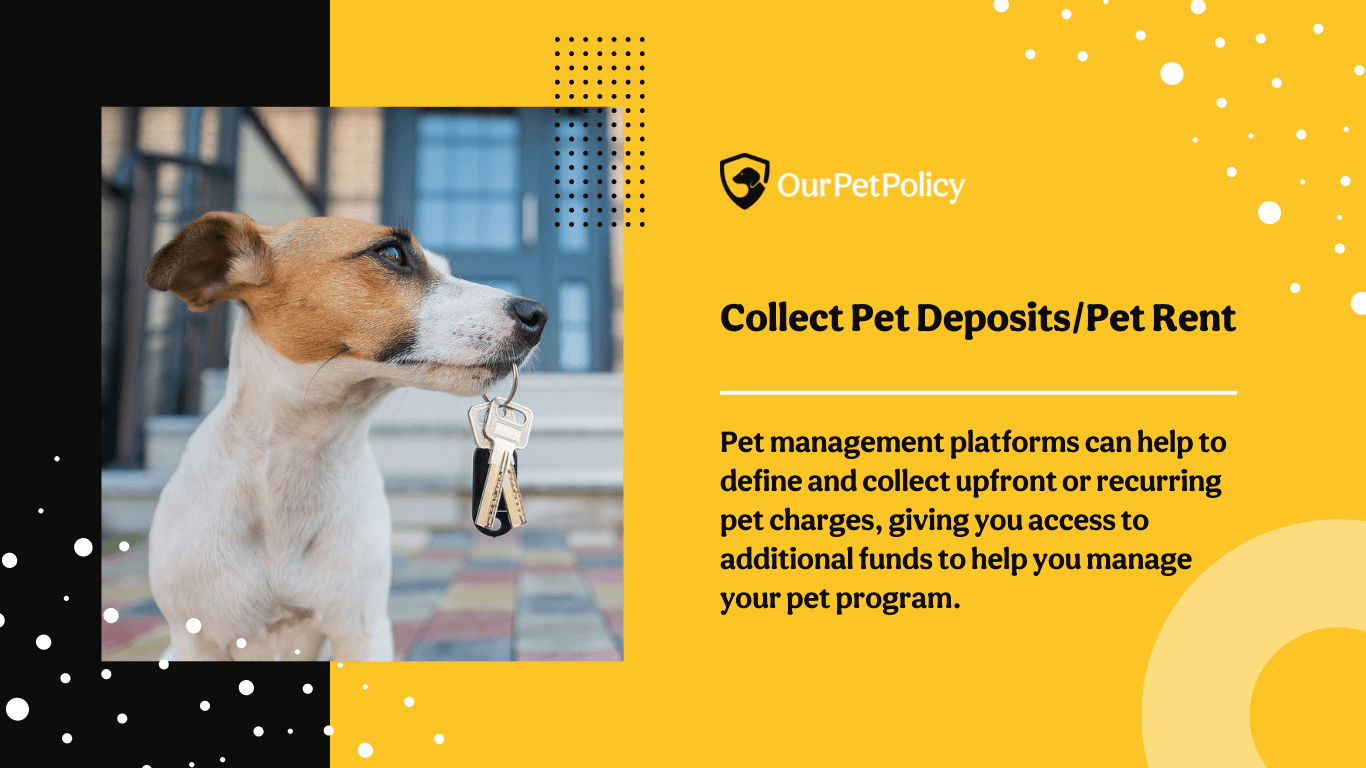 OurPetPolicy
Collect Pet Deposits/Pet Rent
Pet management platforms can help to
define and collect upfront or recurring
pet charges, giving you access to
additional funds to help you manage
your pet program.